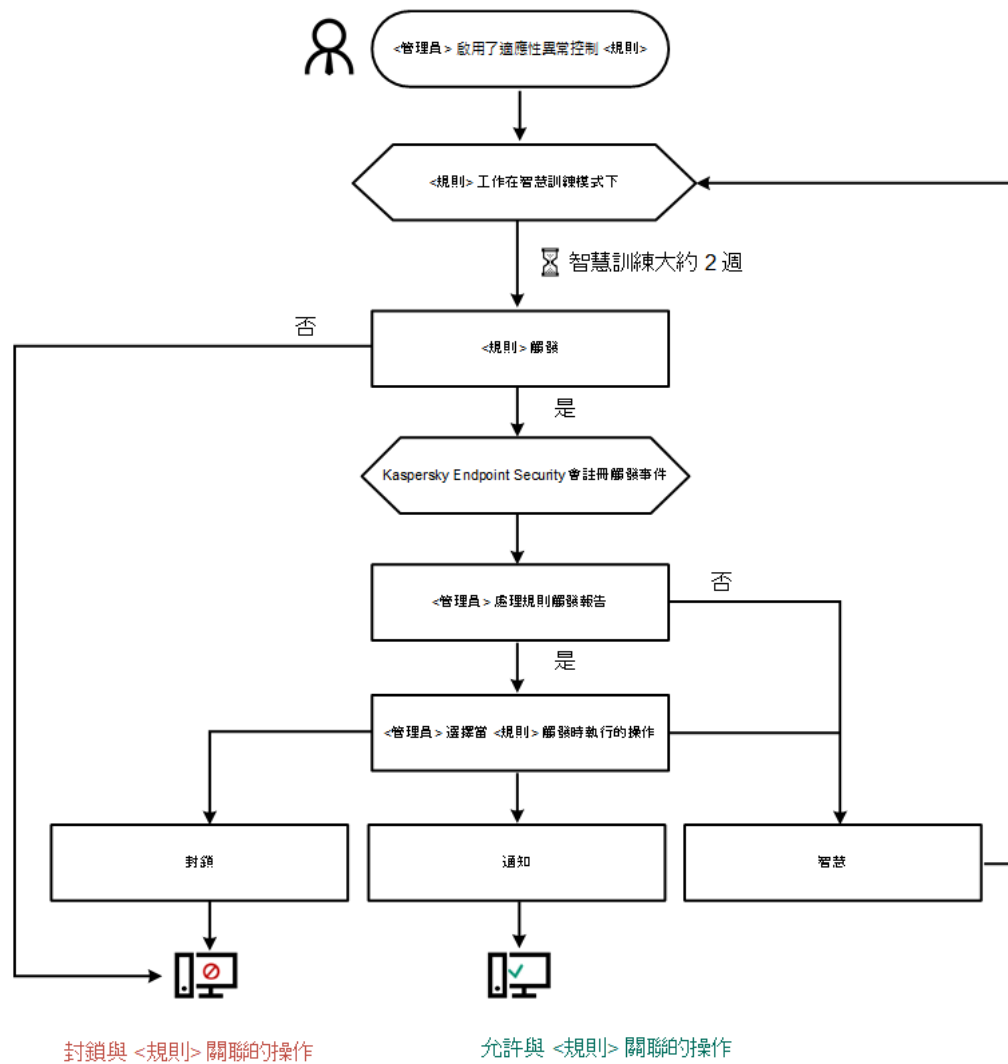 <管理員> 啟用了適應性異常控制 <規則>
<規則> 工作在智慧訓練模式下
智慧訓練大約 2 週
否
<規則> 觸發
是
Kaspersky Endpoint Security 會註冊觸發事件
否
<管理員> 處理規則觸發報告
是
<管理員> 選擇當 <規則> 觸發時執行的操作
封鎖
通知
智慧
封鎖與 <規則> 關聯的操作
允許與 <規則> 關聯的操作